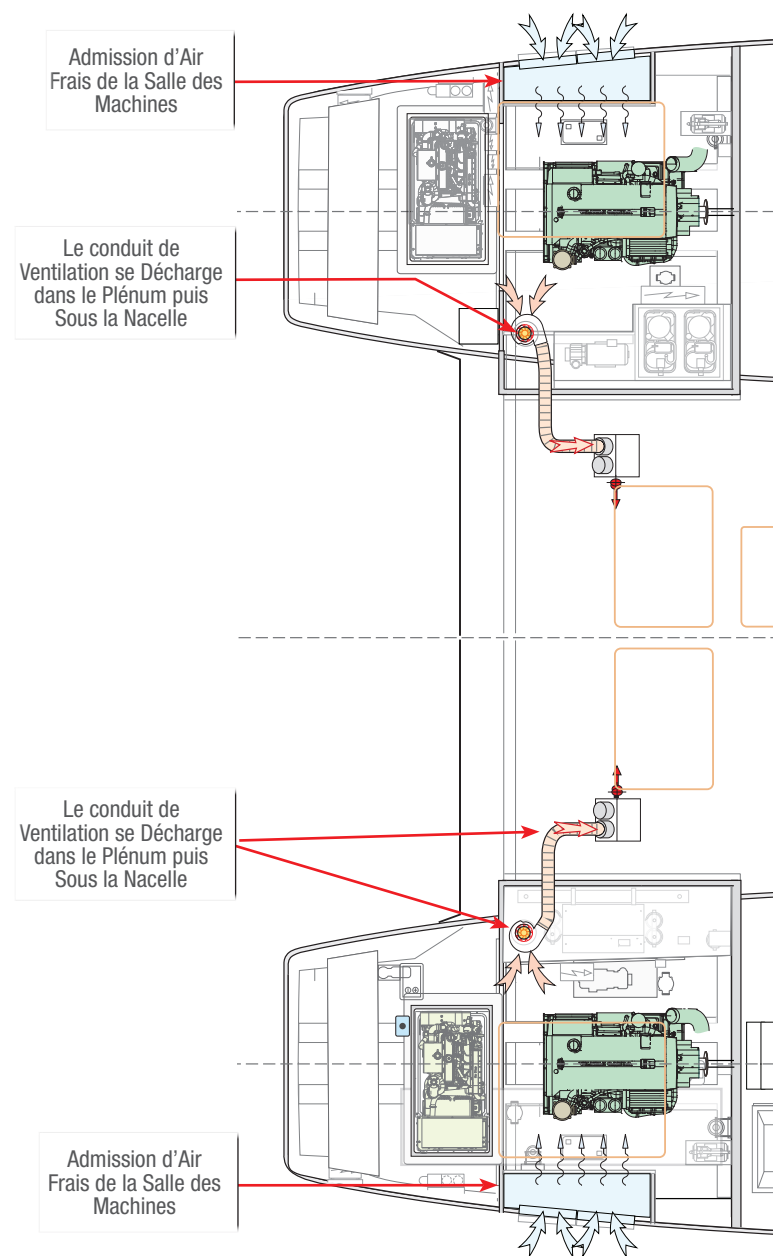 Admission d’Air
Frais de la Salle des
Machines
Le conduit de
Ventilation se Décharge
dans le Plénum puis
Sous la Nacelle
Le conduit de
Ventilation se Décharge
dans le Plénum puis
Sous la Nacelle
Admission d’Air
Frais de la Salle des
Machines